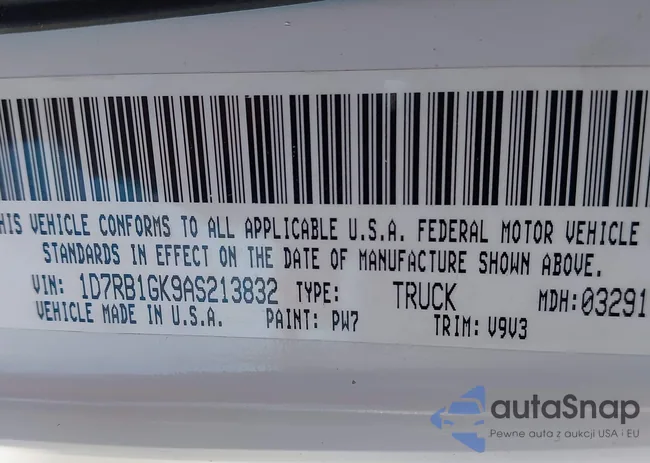 HIS VEHICLE CONFORMS TO ALL APPLICABLE U.S.A. FEDERAL MOTOR VEHICLE
STANDARDS IN EFFECT ON THE DATE OF MANUFACTURE SHOWN ABOVE.
VIN: 1D7RB1GK9AS213832 TYPE: TRUCK MDH:03291
VEHICLE MADE IN U.S.A. PAINT: PW7 TRIM: V9V3
autaSnap
Pewne auta z aukcji USA i EU